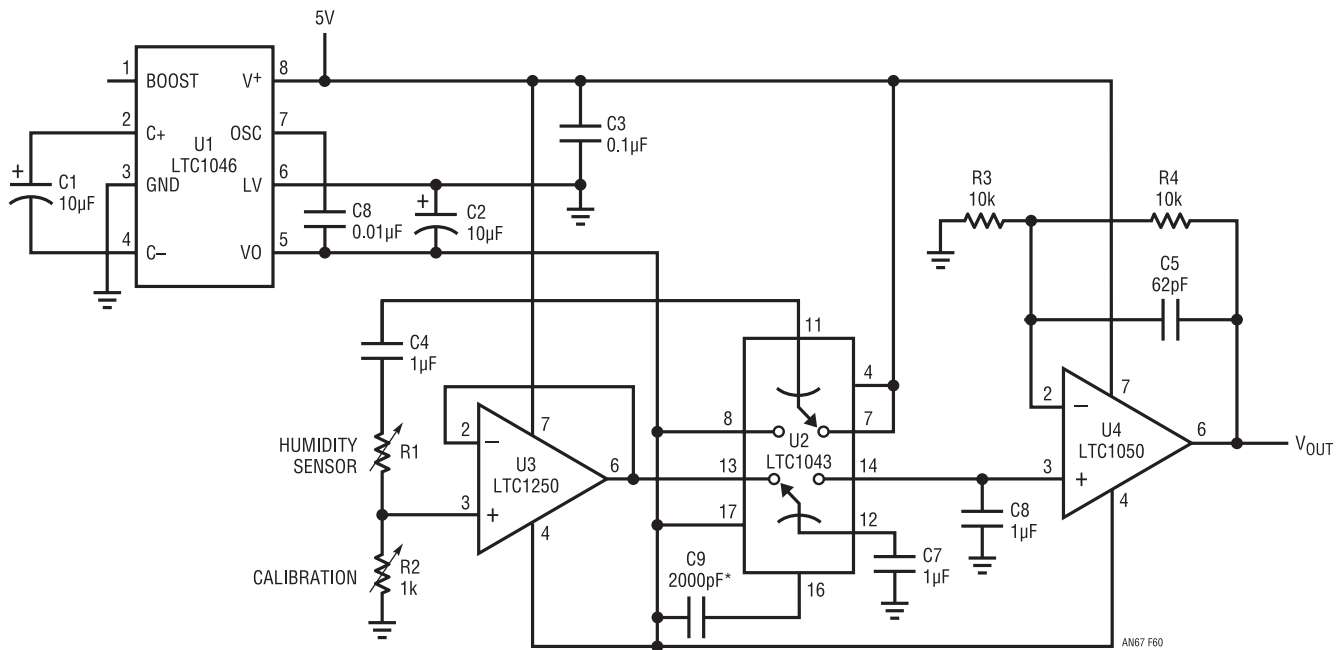 5V
1
BOOST
V+
8
2
C+
OSC
7
U1
LTC1046
3
GND
LV
6
4
C–
VO
5
+
C1
10µF
C8
0.01µF
+
C2
10µF
C3
0.1µF
R3
10k
R4
10k
C5
62pF
C4
1µF
HUMIDITY
SENSOR
R1
CALIBRATION
R2
1k
2
–
7
U3
LTC1250
6
3
+
4
11
4
8
7
U2
LTC1043
13
14
17
12
16
C9
2000pF*
C7
1µF
C8
1µF
2
–
7
U4
LTC1050
6
3
+
4
VOUT
AN67 F60